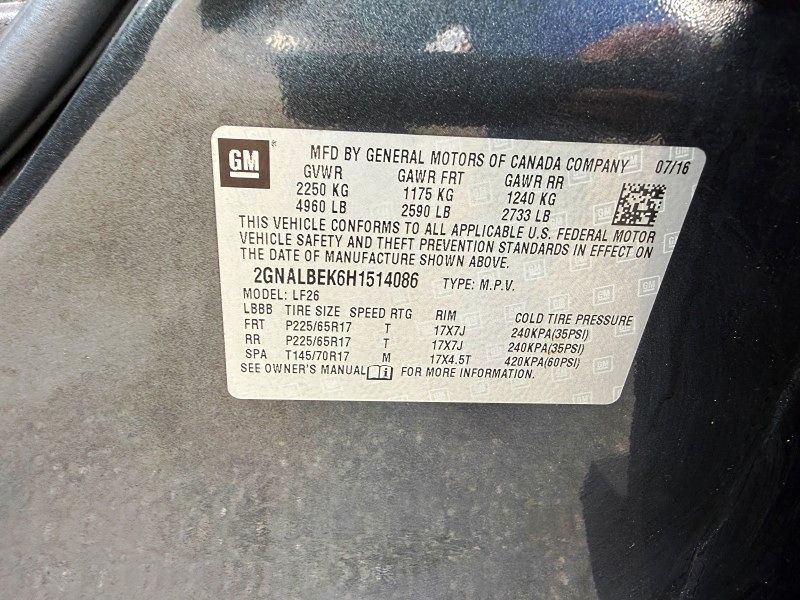 GM
MFD BY GENERAL MOTORS OF CANADA COMPANY 07/16
GVWR GAWR FRT GAWR RR
2250 KG 1175 KG 1240 KG
4960 LB 2590 LB 2733 LB
THIS VEHICLE CONFORMS TO ALL APPLICABLE U.S. FEDERAL MOTOR
VEHICLE SAFETY AND THEFT PREVENTION STANDARDS IN EFFECT ON
THE DATE OF MANUFACTURE SHOWN ABOVE.
2GNALBEK6H1514086 TYPE: M.P.V.
MODEL: LF26
LBBB TIRE SIZE SPEED RTG RIM COLD TIRE PRESSURE
FRT P225/65R17 T 17X7J 240KPA(35PSI)
RR P225/65R17 T 17X7J 240KPA(35PSI)
SPA T145/70R17 M 17X4.5T 420KPA(60PSI)
SEE OWNER'S MANUAL FOR MORE INFORMATION.